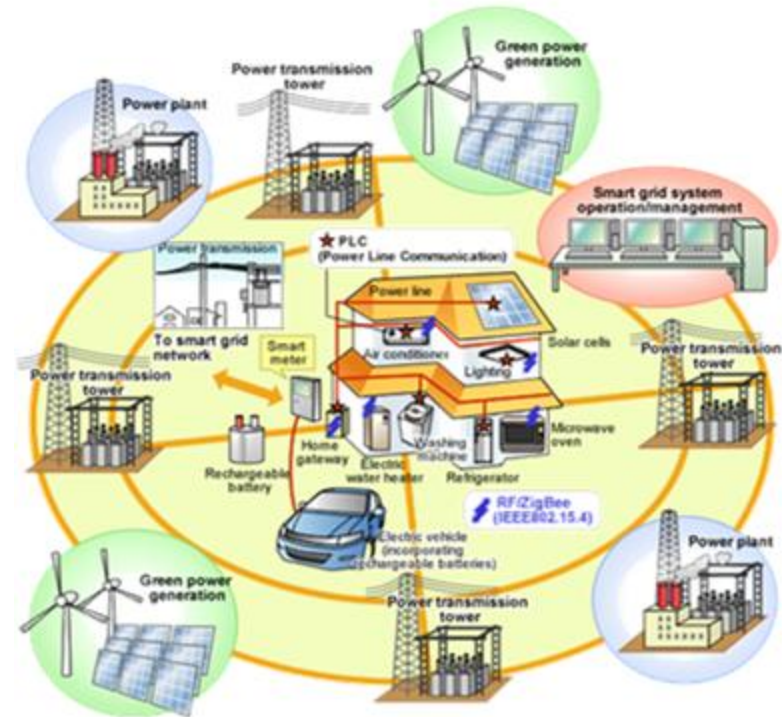 Power transmission
tower
Green power
generation
Power plant
Smart grid system
operation/management
PLC
(Power Line Communication)
Power transmission
Power line
To smart grid
network
Smart
meter
Air conditioner
Solar cells
Lighting
Power transmission
tower
Power transmission
tower
Rechargeable
battery
Home
gateway
Electric
water heater
Washing
machine
Refrigerator
Microwave
oven
RF/ZigBee
(IEEE802.15.4)
Electric vehicle
(incorporating
rechargeable batteries)
Power plant
Green power
generation
Power transmission
tower